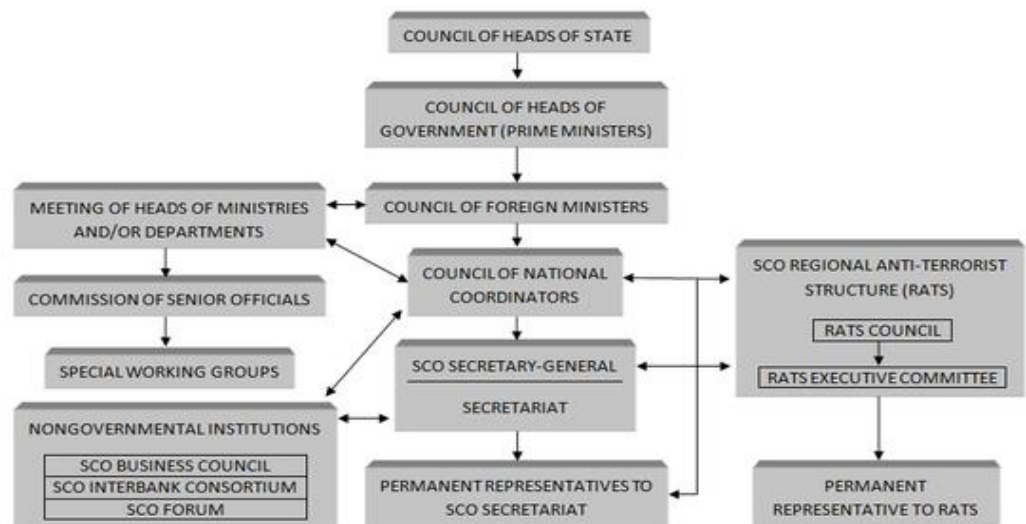 COUNCIL OF HEADS OF STATE
COUNCIL OF HEADS OF
GOVERNMENT (PRIME MINISTERS)
MEETING OF HEADS OF MINISTRIES
AND/OR DEPARTMENTS
COUNCIL OF FOREIGN MINISTERS
COMMISSION OF SENIOR OFFICIALS
COUNCIL OF NATIONAL
COORDINATORS
SCO REGIONAL ANTI-TERRORIST
STRUCTURE (RATS)
RATS COUNCIL
RATS EXECUTIVE COMMITTEE
SPECIAL WORKING GROUPS
SCO SECRETARY-GENERAL
SECRETARIAT
NONGOVERNMENTAL INSTITUTIONS
SCO BUSINESS COUNCIL
SCO INTERBANK CONSORTIUM
SCO FORUM
PERMANENT REPRESENTATIVES TO
SCO SECRETARIAT
PERMANENT
REPRESENTATIVE TO RATS